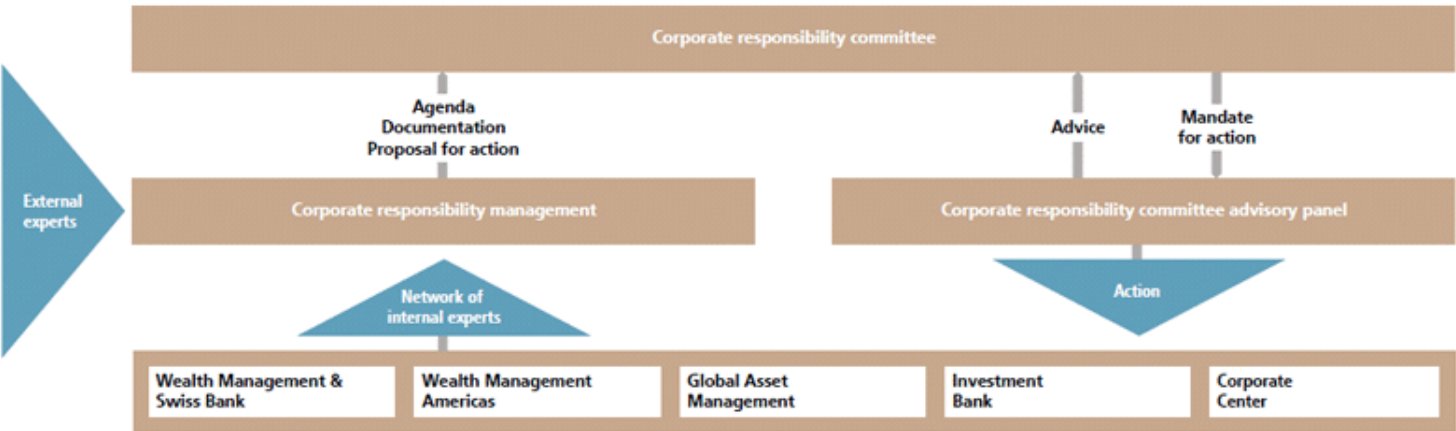 Corporate responsibility committee
Agenda
Documentation
Proposal for action
Advice
Mandate
for action
External
experts
Corporate responsibility management
Corporate responsibility committee advisory panel
Network of
internal experts
Action
Wealth Management &
Swiss Bank
Wealth Management
Americas
Global Asset
Management
Investment
Bank
Corporate
Center